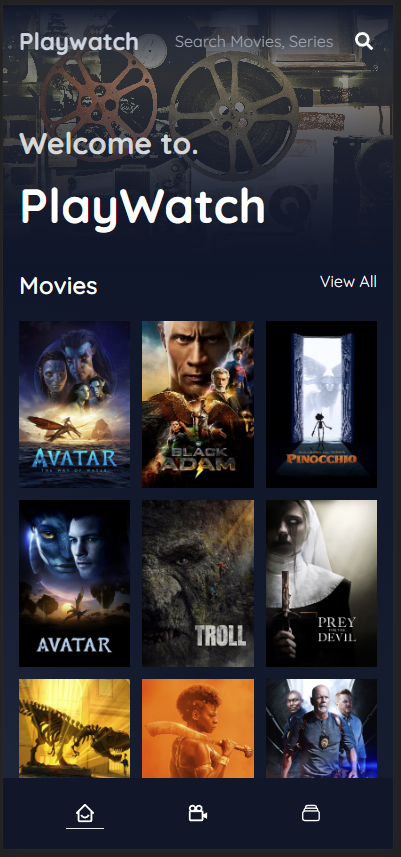 Playwatch
Search Movies, Series
Welcome to.
PlayWatch
Movies
View All
AVATAR
THE WAY OF WATER
BLACK
ADAM
PINOCCHIO
AVATAR
TROLL
PREY
FOR THE
DEVIL